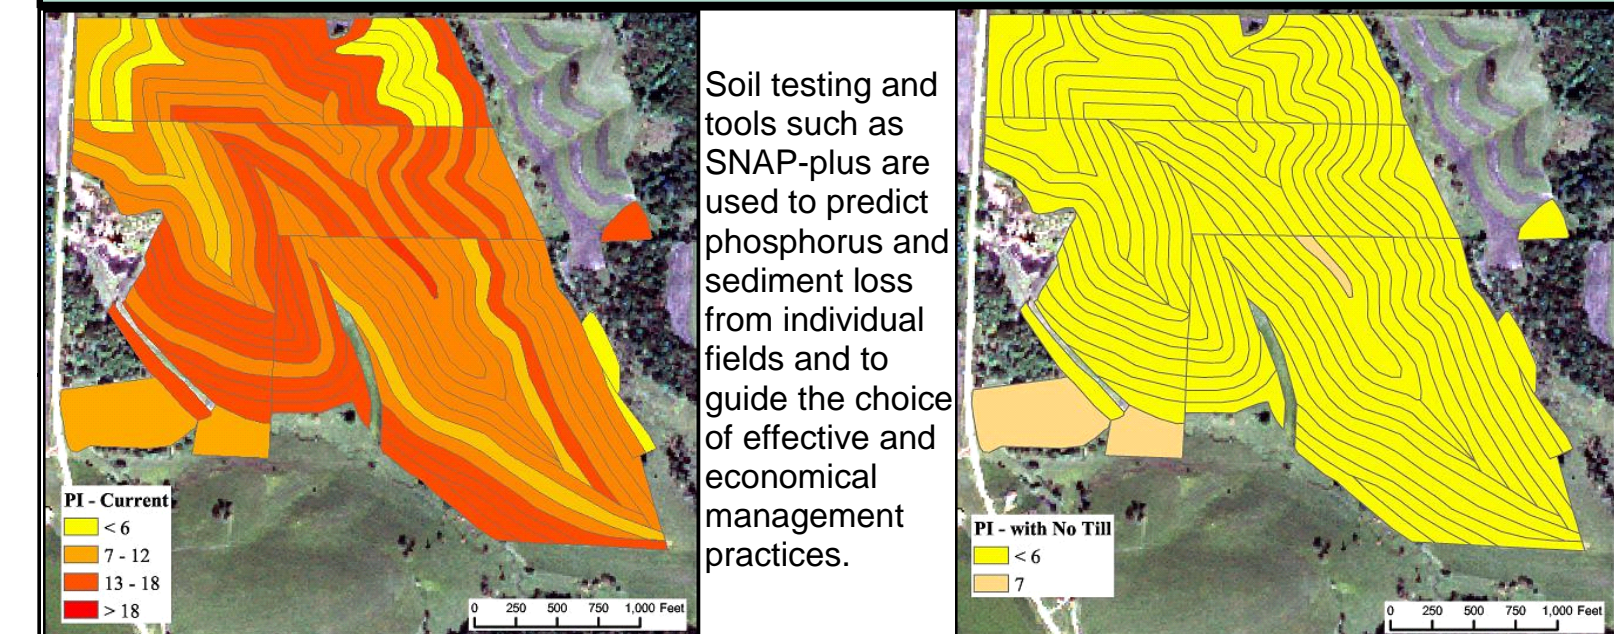 PI - Current
< 6
7 - 12
13 - 18
> 18
0 250 500 750 1,000 Feet
Soil testing and
tools such as
SNAP-plus are
used to predict
phosphorus and
sediment loss
from individual
fields and to
guide the choice
of effective and
economical
management
practices.
PI - with No Till
< 6
7
0 250 500 750 1,000 Feet